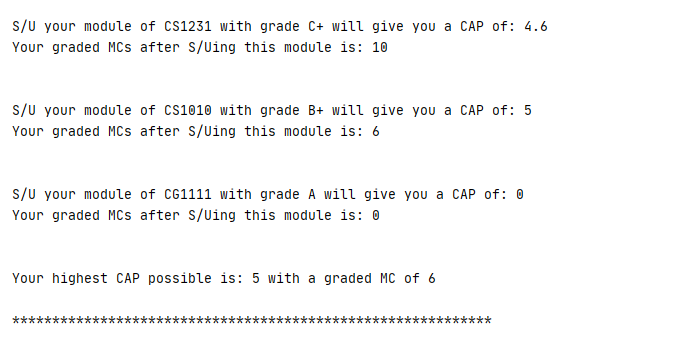 S/U your module of CS1231 with grade C+ will give you a CAP of: 4.6
Your graded MCs after S/Uing this module is: 10
S/U your module of CS1010 with grade B+ will give you a CAP of: 5
Your graded MCs after S/Uing this module is: 6
S/U your module of CG1111 with grade A will give you a CAP of: 0
Your graded MCs after S/Uing this module is: 0
Your highest CAP possible is: 5 with a graded MC of 6
************************************************************